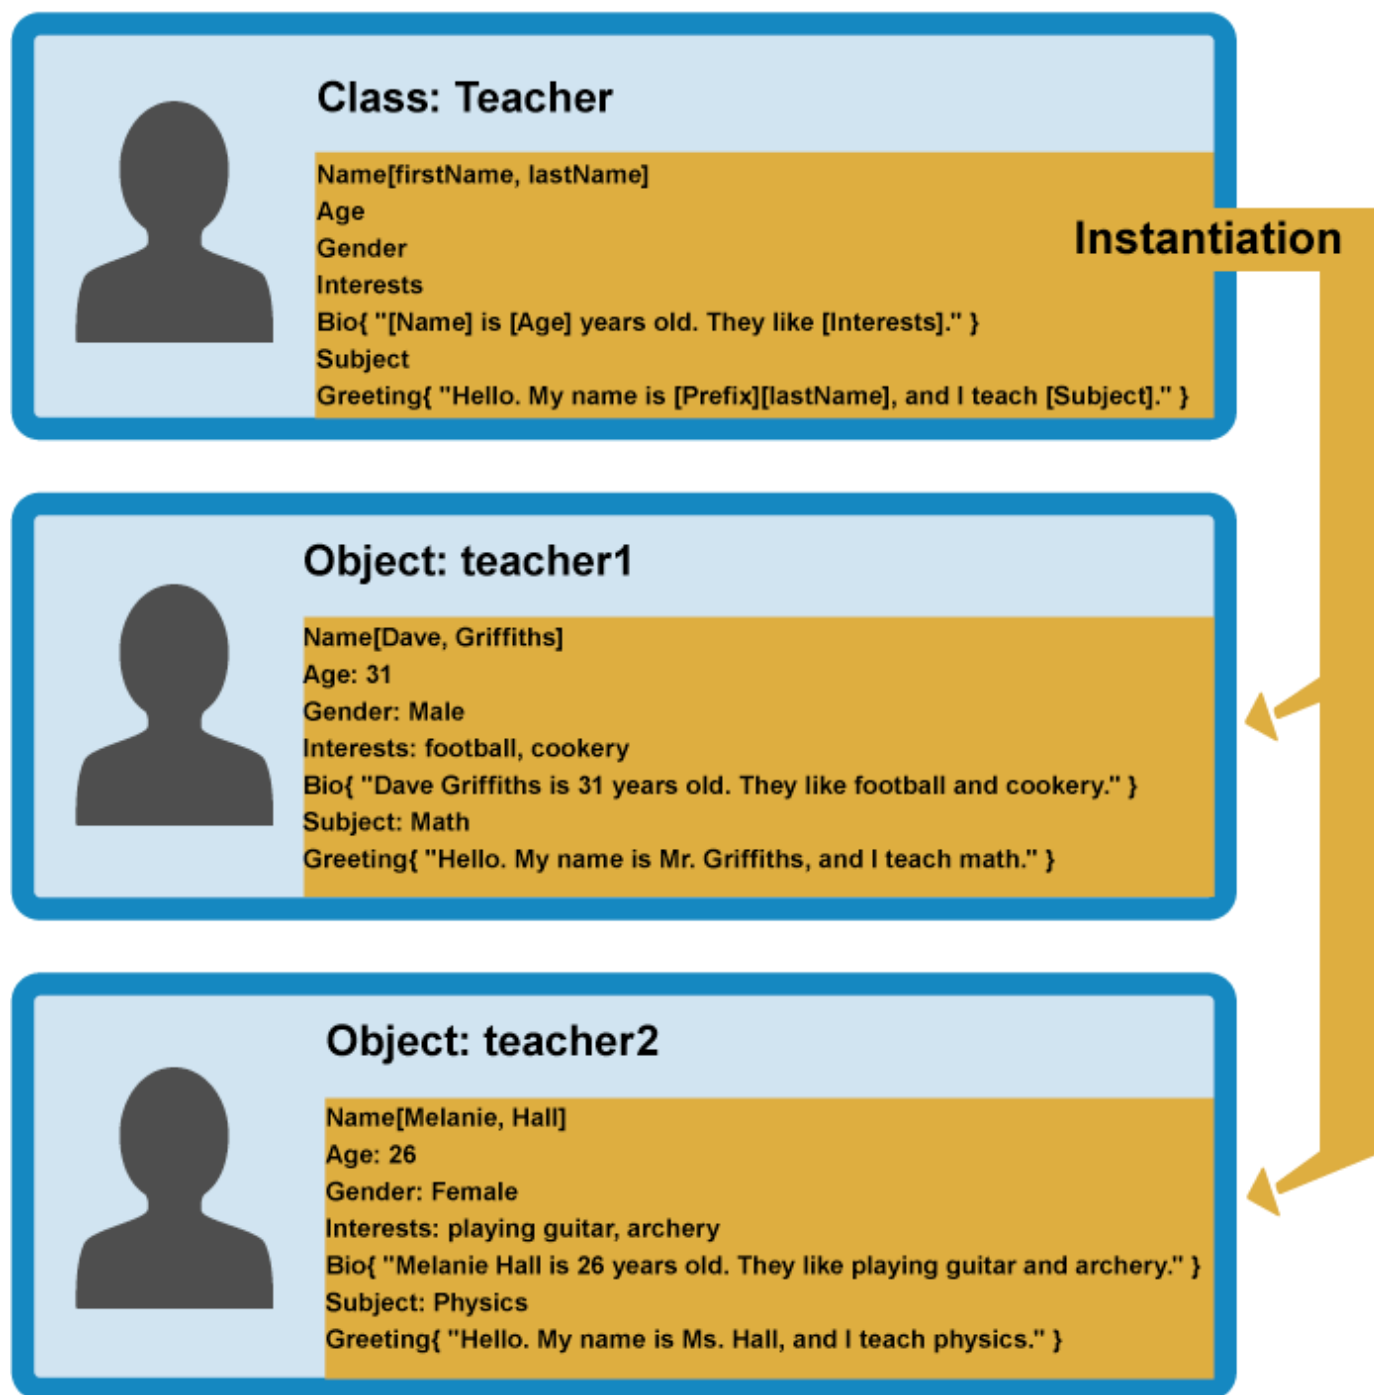 Class: Teacher
Name[firstName, lastName]
Age
Gender
Interests
Bio{ "[Name] is [Age] years old. They like [Interests]." }
Subject
Greeting{ "Hello. My name is [Prefix][lastName], and I teach [Subject]." }
Instantiation
Object: teacher1
Name[Dave, Griffiths]
Age: 31
Gender: Male
Interests: football, cookery
Bio{ "Dave Griffiths is 31 years old. They like football and cookery." }
Subject: Math
Greeting{ "Hello. My name is Mr. Griffiths, and I teach math." }
Object: teacher2
Name[Melanie, Hall]
Age: 26
Gender: Female
Interests: playing guitar, archery
Bio{ "Melanie Hall is 26 years old. They like playing guitar and archery." }
Subject: Physics
Greeting{ "Hello. My name is Ms. Hall, and I teach physics." }